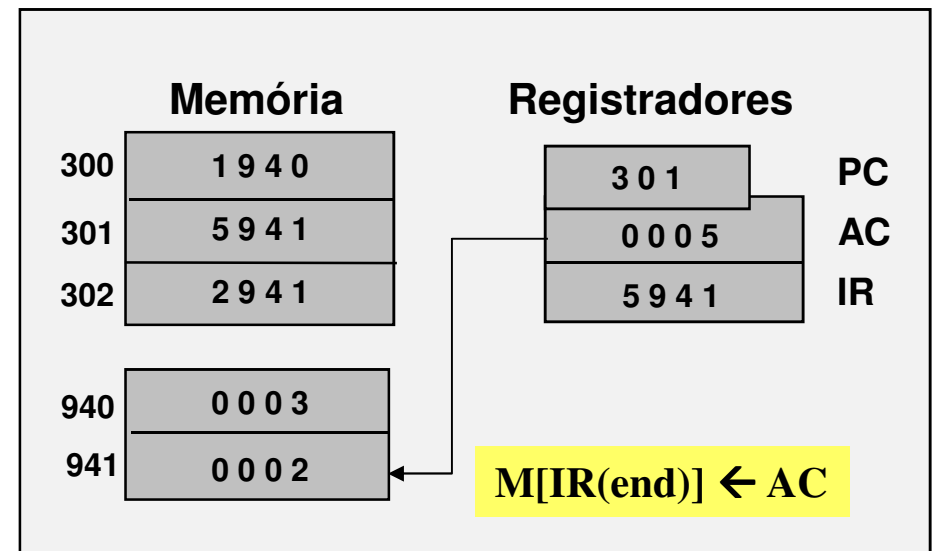 Memória Registradores
300 1 9 4 0 3 0 1 PC
301 5 9 4 1 0 0 0 5 AC
302 2 9 4 1 5 9 4 1 IR
940 0 0 0 3
941 0 0 0 2
M[IR(end)] ← AC